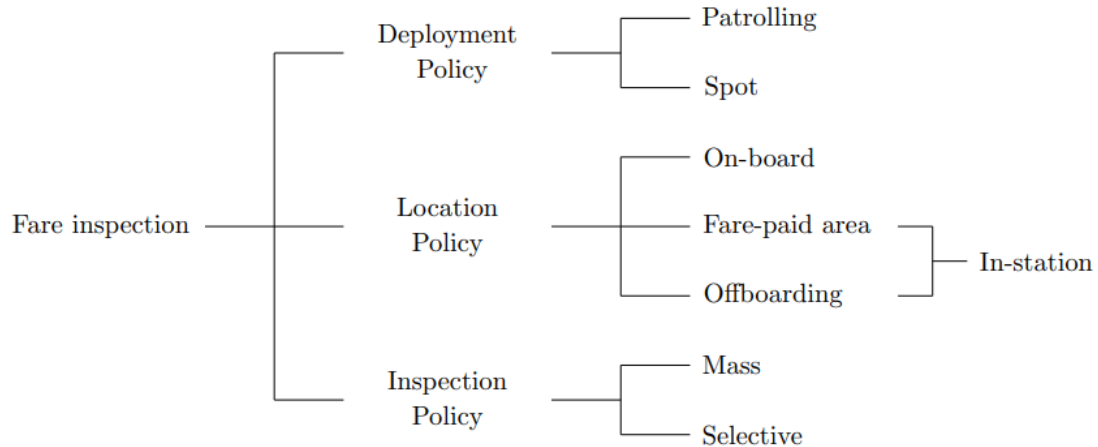 Fare inspection
Deployment
Policy
Patrolling
Spot
Location
Policy
On-board
Fare-paid area
Offboarding
In-station
Inspection
Policy
Mass
Selective